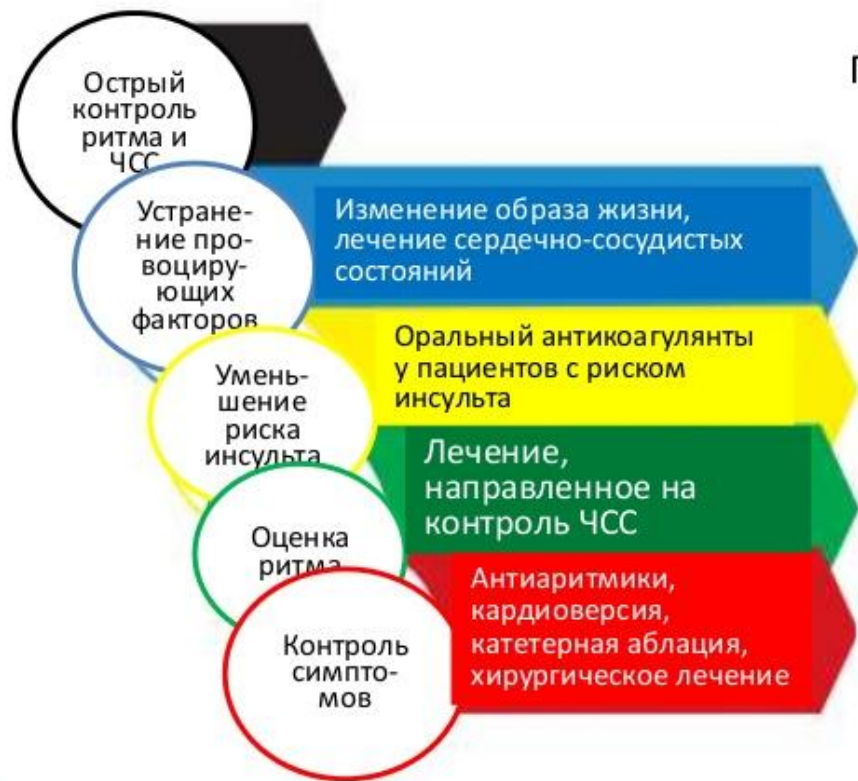 Острый
контроль
ритма и
ЧСС
Устране-
ние про-
воцирую-
ющих
факторов
Изменение образа жизни,
лечение сердечно-сосудистых
состояний
Умень-
шение
риска
инсульта
Оральный антикоагулянты
у пациентов с риском
инсульта
Оценка
ритма
Лечение,
направленное на
контроль ЧСС
Контроль
симпто-
мов
Антиаритмики,
кардиоверсия,
катетерная аблация,
хирургическое лечение